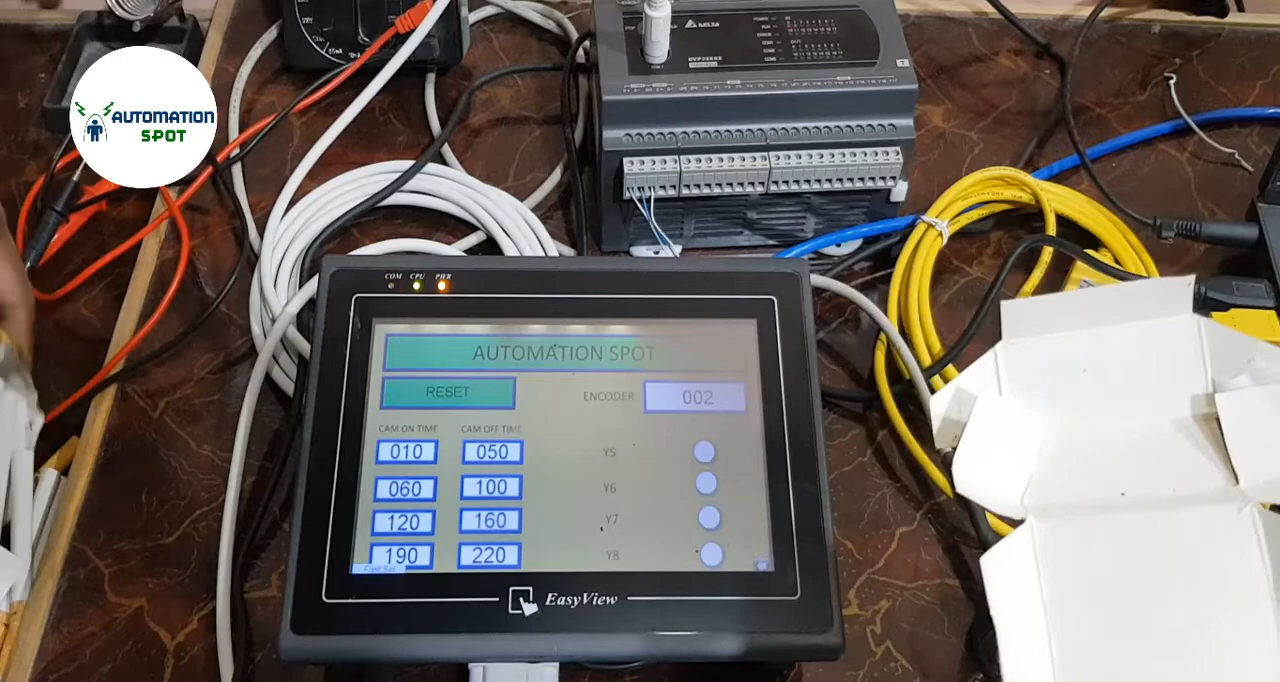 AUTOMATION
SPOT
DELTA
COM CPU PWR
AUTOMATION SPOT
RESET
ENCODER 002
CAM ON TIME CAM OFF TIME
010 050 Y5
060 100 Y6
120 160 Y7
190 220 Y8
EasyView